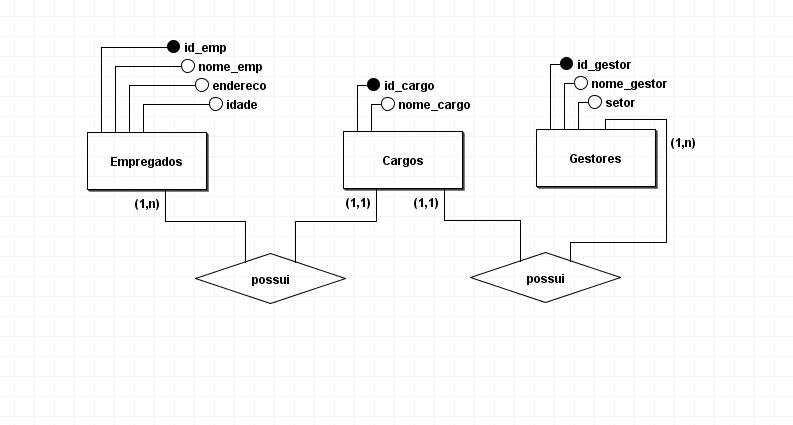 id_emp
nome_emp
endereco
idade
Empregados
(1,n)
id_cargo
nome_cargo
Cargos
(1,1)
(1,1)
id_gestor
nome_gestor
setor
Gestores
(1,n)
possui
possui